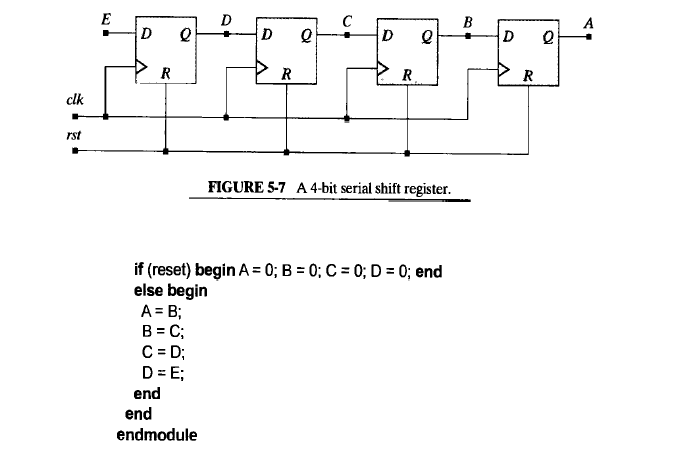 E D C B A
D Q D Q D Q D Q
R R R R
clk
rst
FIGURE 5-7 A 4-bit serial shift register.
if (reset) begin A = 0; B = 0; C = 0; D = 0; end
else begin
A = B;
B = C;
C = D;
D = E;
end
end
endmodule